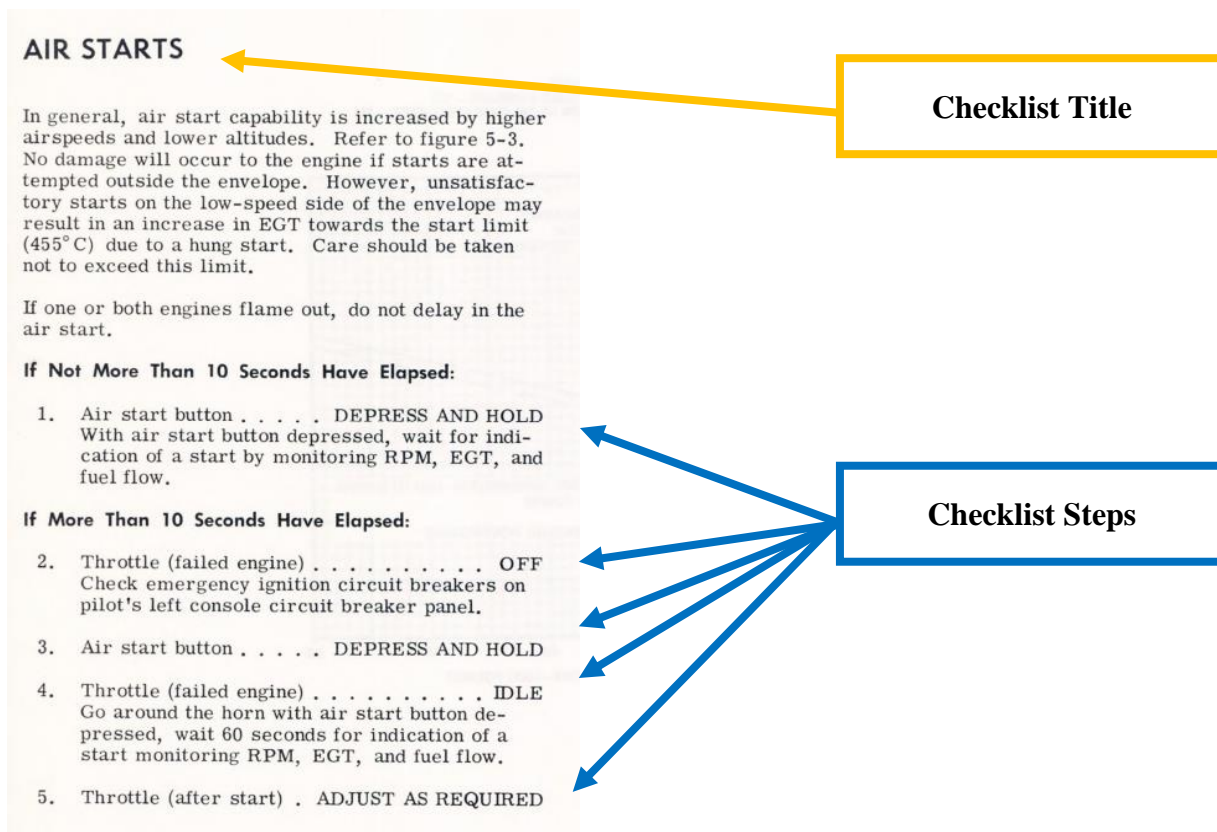 AIR STARTS
Checklist Title
In general, air start capability is increased by higher
airspeeds and lower altitudes. Refer to figure 5-3.
No damage will occur to the engine if starts are at-
tempted outside the envelope. However, unsatisfac-
tory starts on the low-speed side of the envelope may
result in an increase in EGT towards the start limit
(455°C) due to a hung start. Care should be taken
not to exceed this limit.
If one or both engines flame out, do not delay in the
air start.
If Not More Than 10 Seconds Have Elapsed:
1. Air start button . . . . . DEPRESS AND HOLD
With air start button depressed, wait for indi-
cation of a start by monitoring RPM, EGT, and
fuel flow.
Checklist Steps
If More Than 10 Seconds Have Elapsed:
2. Throttle (failed engine) . . . . . . . . . . OFF
Check emergency ignition circuit breakers on
pilot's left console circuit breaker panel.
3. Air start button . . . . . DEPRESS AND HOLD
4. Throttle (failed engine) . . . . . . . . . . IDLE
Go around the horn with air start button de-
pressed, wait 60 seconds for indication of a
start monitoring RPM, EGT, and fuel flow.
5. Throttle (after start) . ADJUST AS REQUIRED